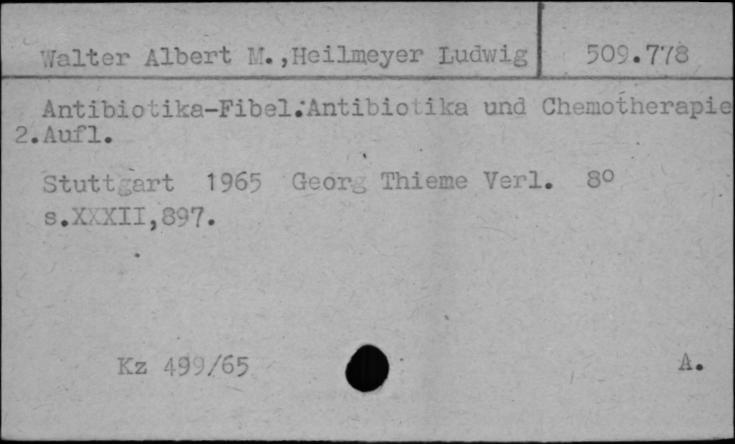 Walter Albert M.,Heilmeyer Ludwig 509.778
Antibiotika-Fibel.Antibiotika und Chemotherapie
2.Aufl.
Stuttgart 1965 Georg Thieme Verl. 8º
s.XXXII,897.
Kz 499/65 A.